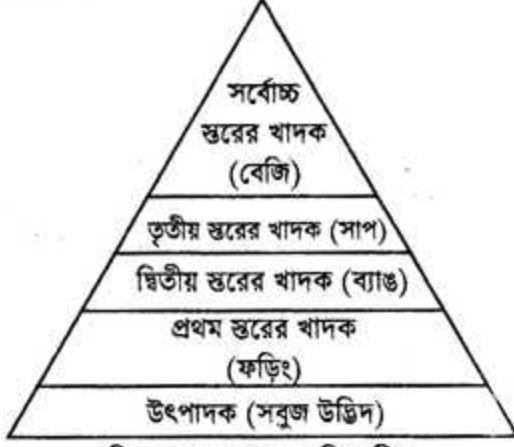 সর্বোচ্চ
স্তরের খাদক
(বেজি)
তৃতীয় স্তরের খাদক (সাপ)
দ্বিতীয় স্তরের খাদক (ব্যাঙ)
প্রথম স্তরের খাদক
(ফড়িং)
উৎপাদক (সবুজ উদ্ভিদ)